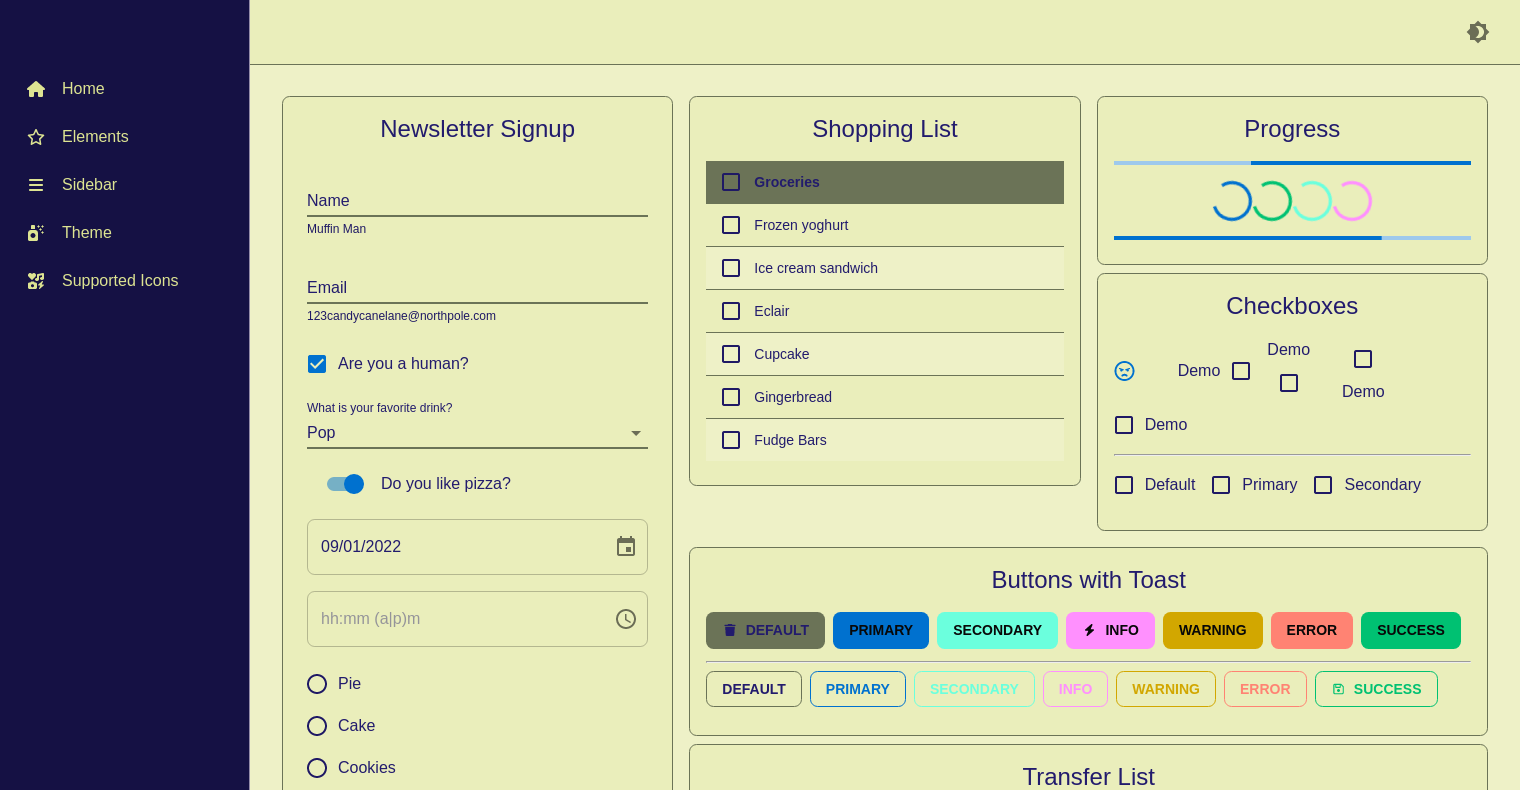 Home
Elements
Sidebar
Theme
Supported Icons
Newsletter Signup
Name
Muffin Man
Email
123candycanelane@northpole.com
Are you a human?
What is your favorite drink?
Pop
Do you like pizza?
09/01/2022
hh:mm (a|p)m
Pie
Cake
Cookies
Shopping List
Groceries
Frozen yoghurt
Ice cream sandwich
Eclair
Cupcake
Gingerbread
Fudge Bars
Progress
Checkboxes
Demo
Demo
Demo
Demo
Default Primary Secondary
Buttons with Toast
DEFAULT PRIMARY SECONDARY INFO WARNING ERROR SUCCESS
DEFAULT PRIMARY SECONDARY INFO WARNING ERROR SUCCESS
Transfer List